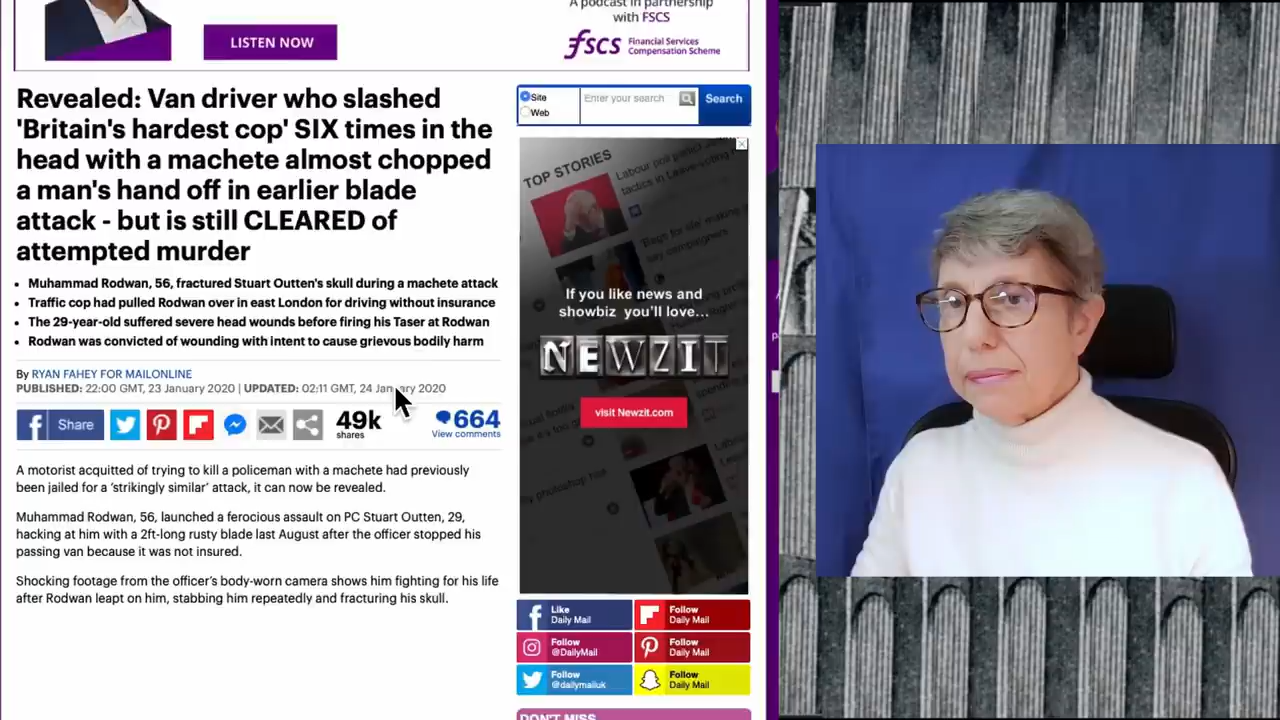 A podcast in partnership
with FSCS
LISTEN NOW
fscs Financial Services
Compensation Scheme
Revealed: Van driver who slashed
'Britain's hardest cop' SIX times in the
head with a machete almost chopped
a man's hand off in earlier blade
attack - but is still CLEARED of
attempted murder
Muhammad Rodwan, 56, fractured Stuart Outten's skull during a machete attack
Traffic cop had pulled Rodwan over in east London for driving without insurance
The 29-year-old suffered severe head wounds before firing his Taser at Rodwan
Rodwan was convicted of wounding with intent to cause grievous bodily harm
By RYAN FAHEY FOR MAILONLINE
PUBLISHED: 22:00 GMT, 23 January 2020 | UPDATED: 02:11 GMT, 24 January 2020
Share
49k
shares
664
View comments
A motorist acquitted of trying to kill a policeman with a machete had previously
been jailed for a 'strikingly similar' attack, it can now be revealed.
Muhammad Rodwan, 56, launched a ferocious assault on PC Stuart Outten, 29,
hacking at him with a 2ft-long rusty blade last August after the officer stopped his
passing van because it was not insured.
Shocking footage from the officer's body-worn camera shows him fighting for his life
after Rodwan leapt on him, stabbing him repeatedly and fracturing his skull.
Site
Web
Enter your search
Search
TOP STORIES
If you like news and
showbiz you'll love...
NEWZIT
visit Newzit.com
Like
Daily Mail
Follow
Daily Mail
Follow
@DailyMail
Follow
Daily Mail
Follow
@dailymailuk
Follow
Daily Mail
DON'T MISS